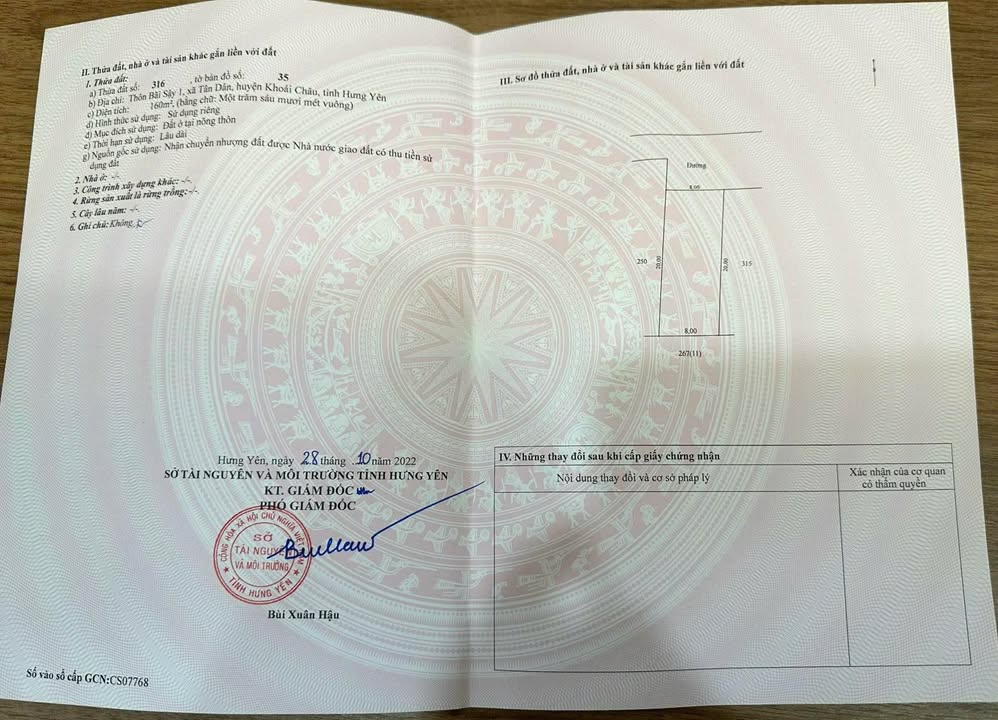 II. Thửa đất, nhà ở và tài sản khác gắn liền với đất
1. Thửa đất:
a) Thửa đất số: 316 , tờ bản đồ số: 35
b) Địa chỉ: Thôn Bãi Sậy 1, xã Tân Dân, huyện Khoái Châu, tỉnh Hưng Yên
c) Diện tích: 160m², (bằng chữ: Một trăm sáu mươi mét vuông)
d) Hình thức sử dụng: Sử dụng riêng
đ) Mục đích sử dụng: Đất ở tại nông thôn
e) Thời hạn sử dụng: Lâu dài
g) Nguồn gốc sử dụng: Nhận chuyển nhượng đất được Nhà nước giao đất có thu tiền sử
dụng đất
2. Nhà ở: -/-
3. Công trình xây dựng khác: -/-
4. Rừng sản xuất là rừng trồng: -/-
5. Cây lâu năm: -/-
6. Ghi chú: Không
Hưng Yên, ngày 28 tháng .10 năm 2022
SỞ TÀI NGUYÊN VÀ MÔI TRƯỜNG TỈNH HƯNG YÊN
KT. GIÁM ĐỐC
PHÓ GIÁM ĐỐC
CỘNG HÒA XÃ HỘI CHỦ NGHĨA VIỆT NAM
SỞ
TÀI NGUYÊN
VÀ MÔI TRƯỜNG
★ TỈNH HƯNG YÊN ★
Bùi Xuân Hậu
Số vào sổ cấp GCN:CS07768
III. Sơ đồ thửa đất, nhà ở và tài sản khác gắn liền với đất
Đường
8,00
250
20,00
20,00
315
8,00
267(11)
IV. Những thay đổi sau khi cấp giấy chứng nhận
Nội dung thay đổi và cơ sở pháp lý
Xác nhận của cơ quan
có thẩm quyền